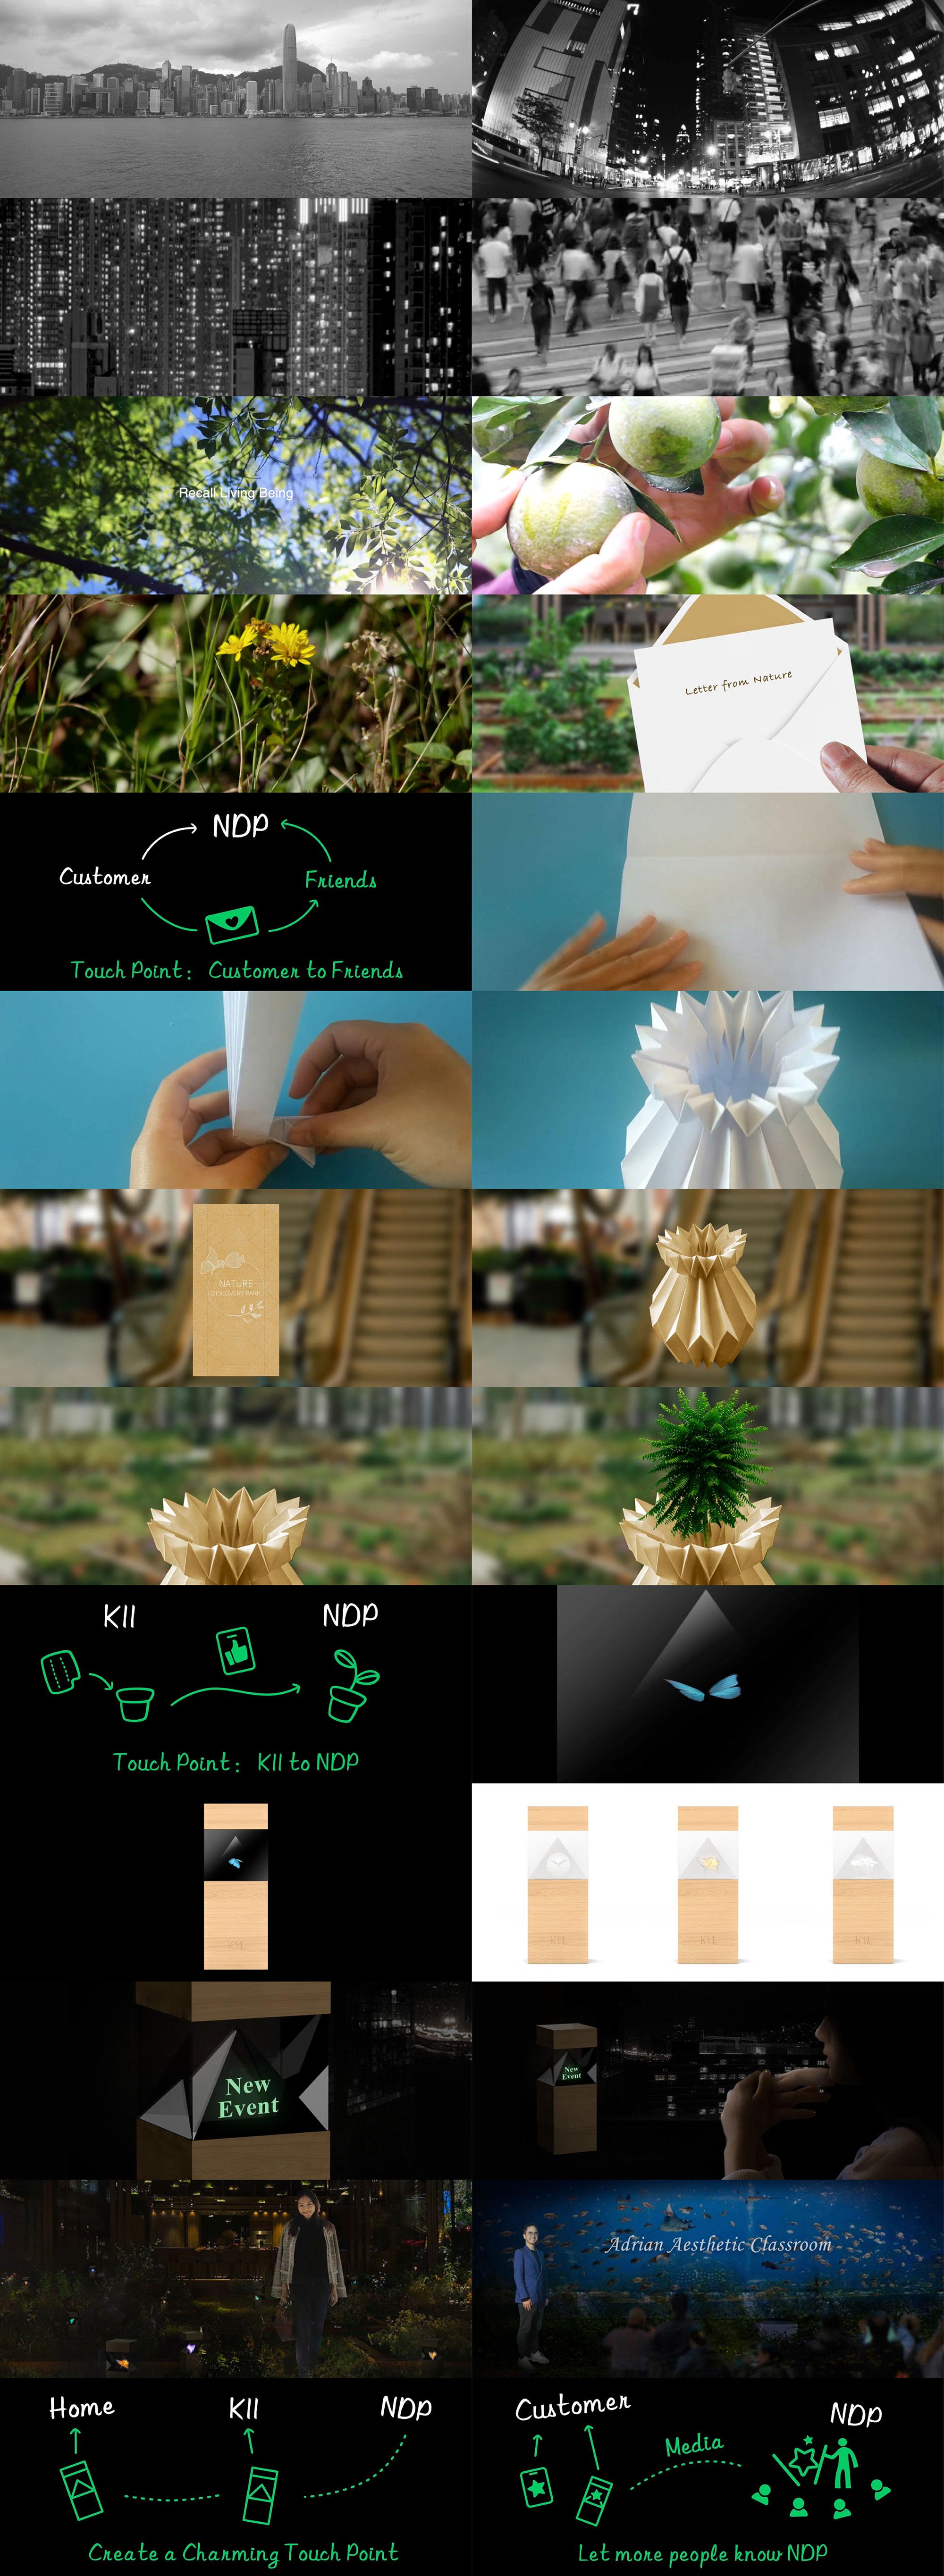 Recall Living Being
Letter from Nature
NDP
Customer
Friends
Touch Point: Customer to Friends
NATURE
DISCOVERY PARK
K11
NDP
Touch Point: K11 to NDP
K11
K11
K11
K11
New
Event
New
Event
Adrian Aesthetic Classroom
Home
K11
NDP
Create a Charming Touch Point
Customer
Media
NDP
Let more people know NDP